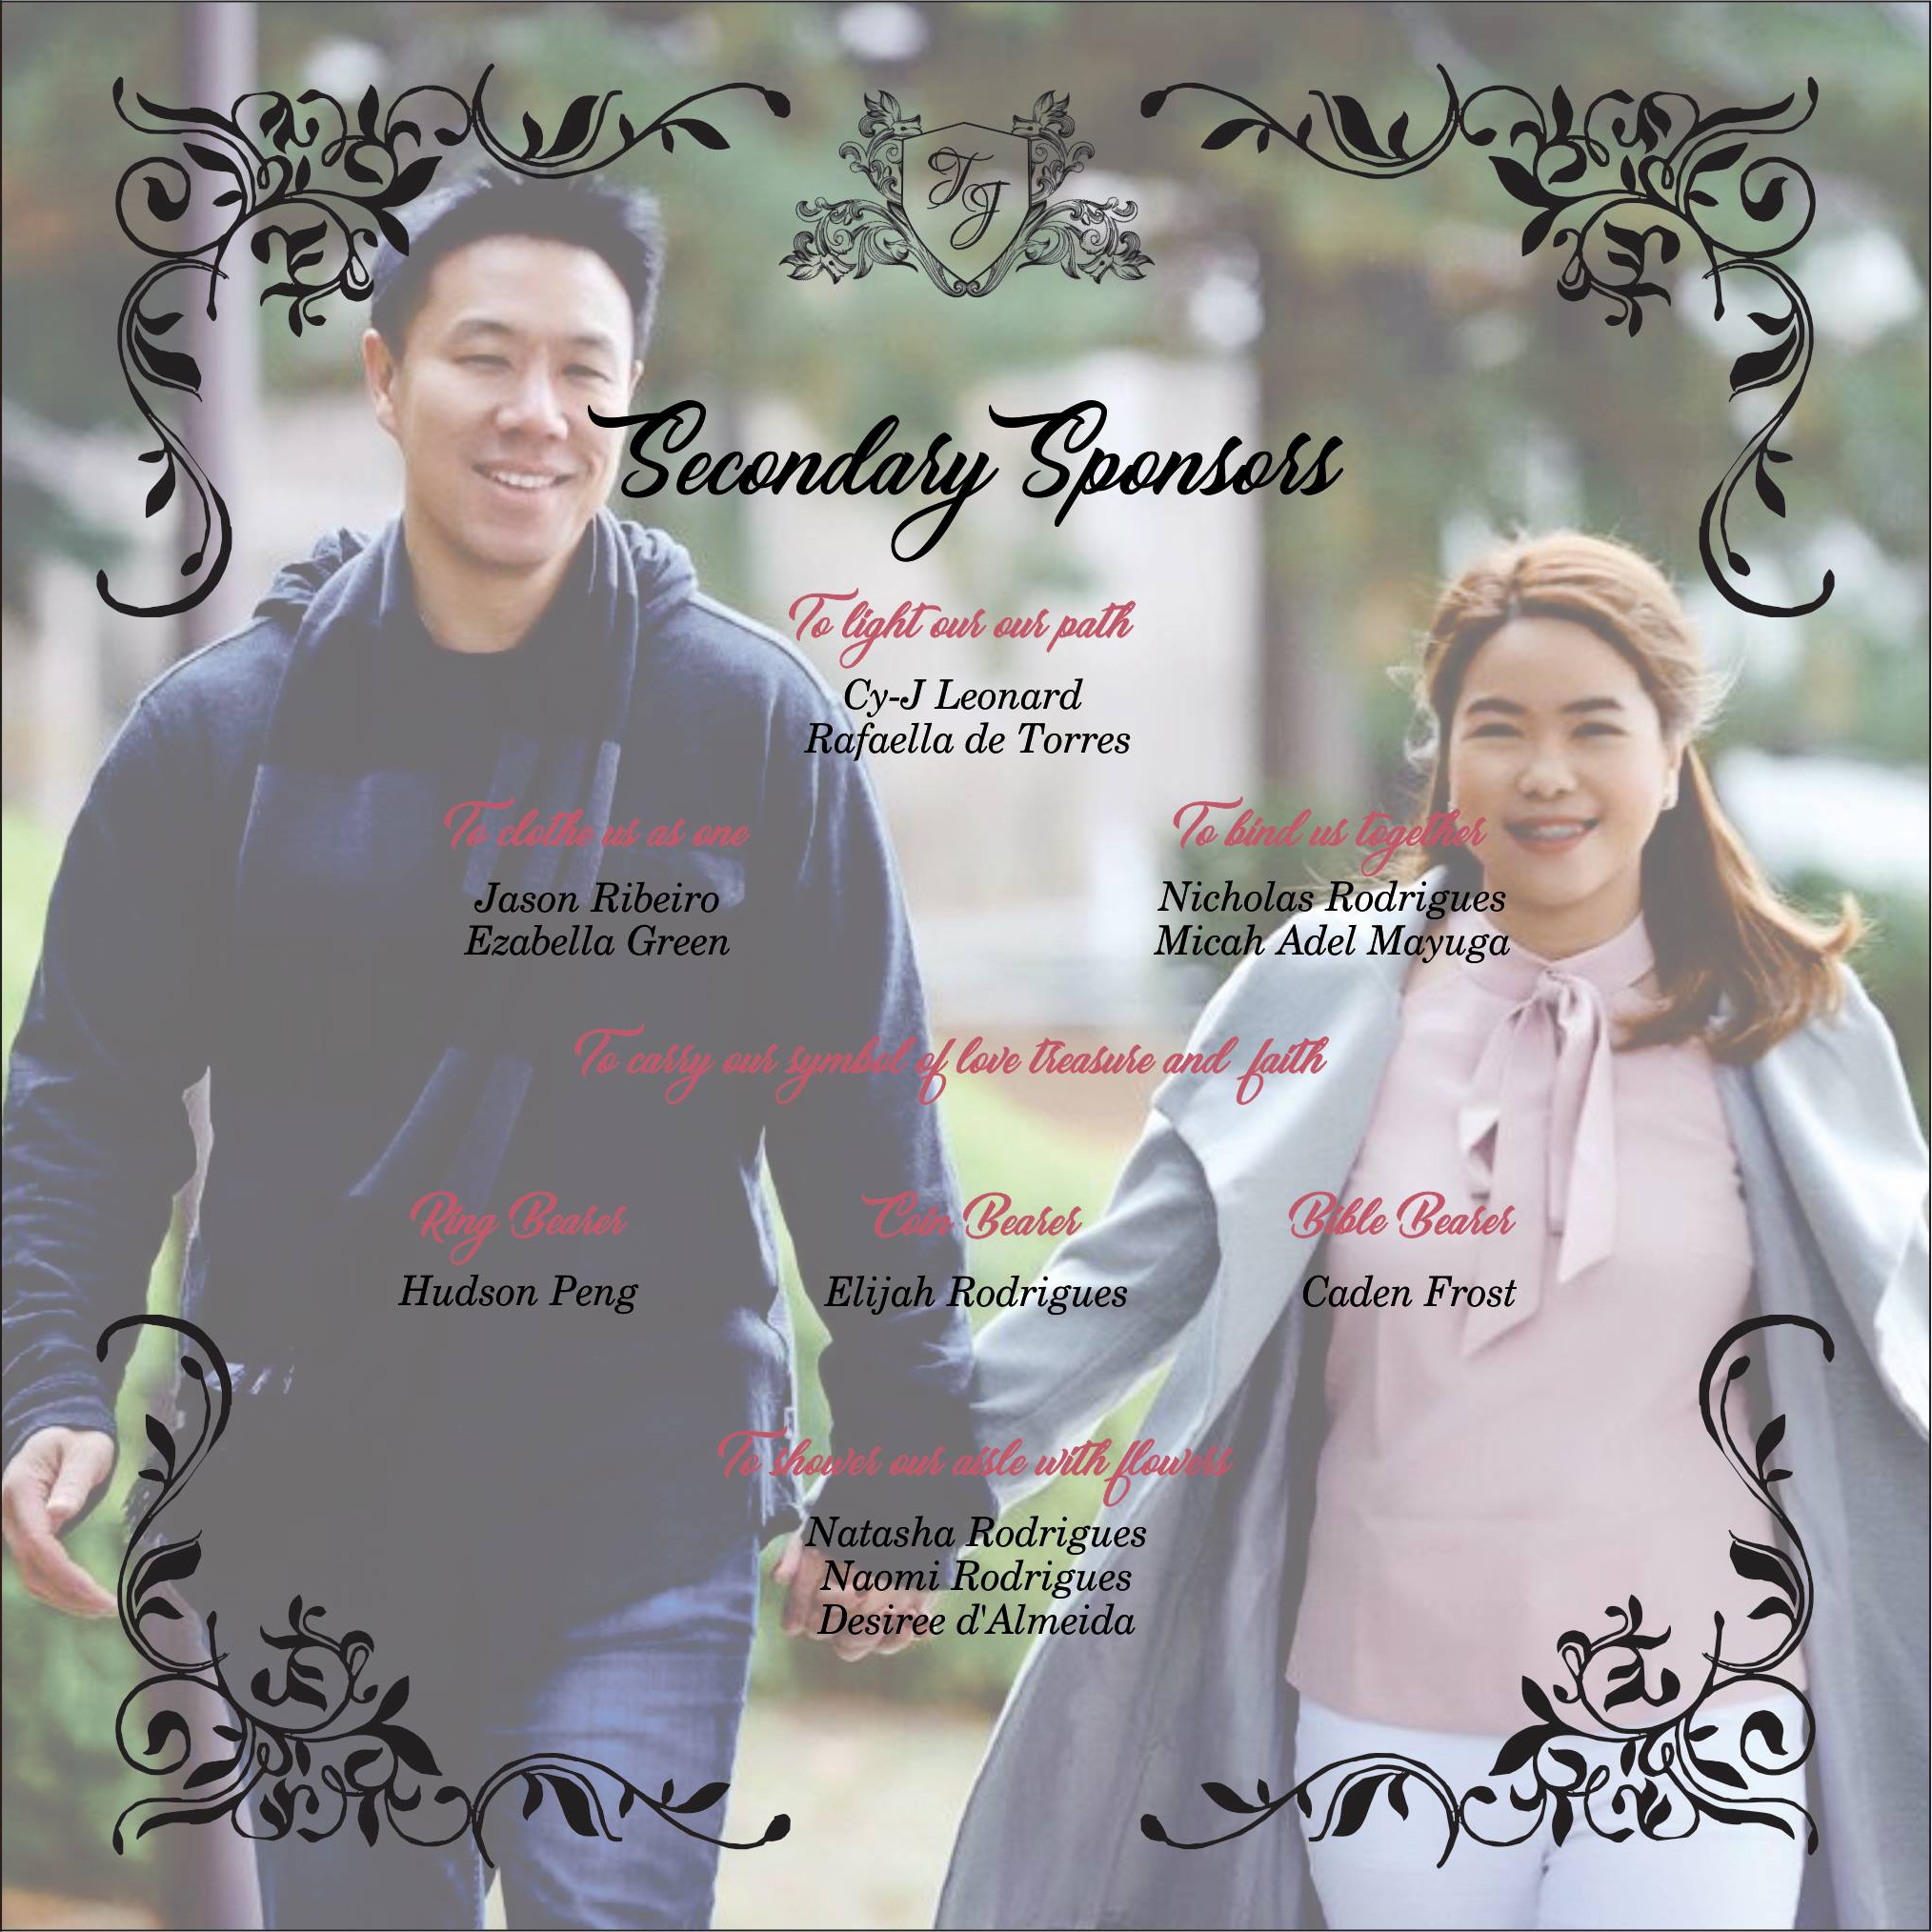 TJ
Secondary Sponsors
To light our our path
Cy-J Leonard
Rafaella de Torres
To clothe us as one
Jason Ribeiro
Ezabella Green
To bind us together
Nicholas Rodrigues
Micah Adel Mayuga
To carry our symbol of love treasure and faith
Ring Bearer
Hudson Peng
Coin Bearer
Elijah Rodrigues
Bible Bearer
Caden Frost
To shower our aisle with flowers
Natasha Rodrigues
Naomi Rodrigues
Desiree d'Almeida